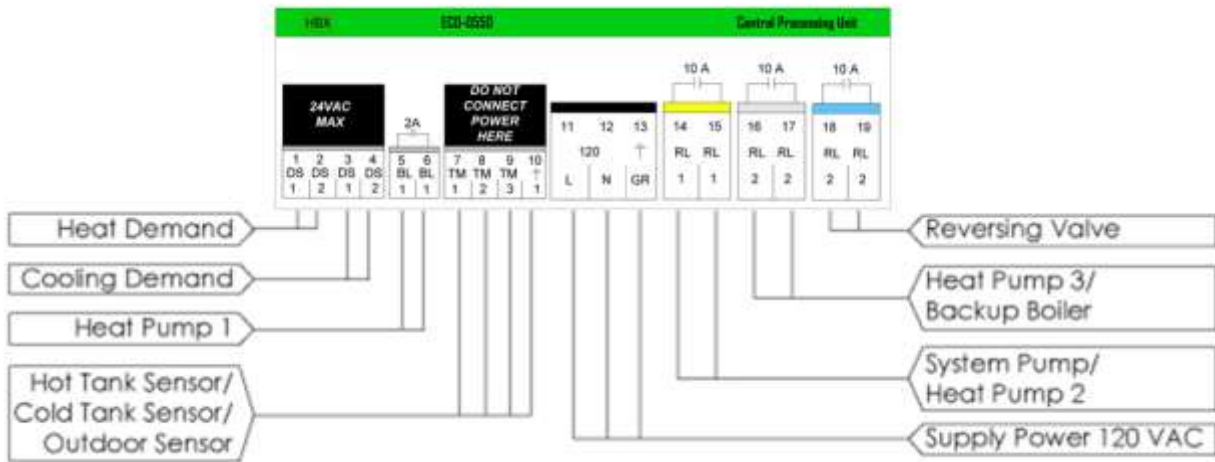 HBX ECO-0550 Central Processing Unit
10 A 10 A 10 A
24VAC
MAX
2A
DO NOT
CONNECT
POWER
HERE
1 2 3 4 5 6 7 8 9 10 11 12 13 14 15 16 17 18 19
DS DS DS DS BL BL TM TM TM 120 RL RL RL RL RL RL
1 2 1 2 1 1 1 2 3 1 L N GR 1 1 2 2 2 2
Heat Demand
Cooling Demand
Heat Pump 1
Hot Tank Sensor/
Cold Tank Sensor/
Outdoor Sensor
Reversing Valve
Heat Pump 3/
Backup Boiler
System Pump/
Heat Pump 2
Supply Power 120 VAC